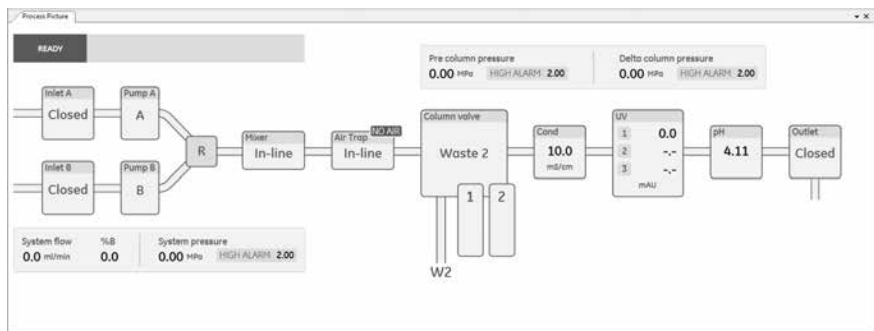 Process Picture
READY
Pre column pressure
0.00 MPa HIGH ALARM 2.00
Delta column pressure
0.00 MPa HIGH ALARM 2.00
Inlet A
Closed
Pump A
A
Inlet B
Closed
Pump B
B
R
Mixer
In-line
Air Trap
NO AIR
In-line
Column valve
Waste 2
1
2
W2
Cond
10.0
mS/cm
UV
1 0.0
2 -.-
3 -.-
mAU
pH
4.11
Outlet
Closed
System flow
0.0 ml/min
%B
0.0
System pressure
0.00 MPa HIGH ALARM 2.00